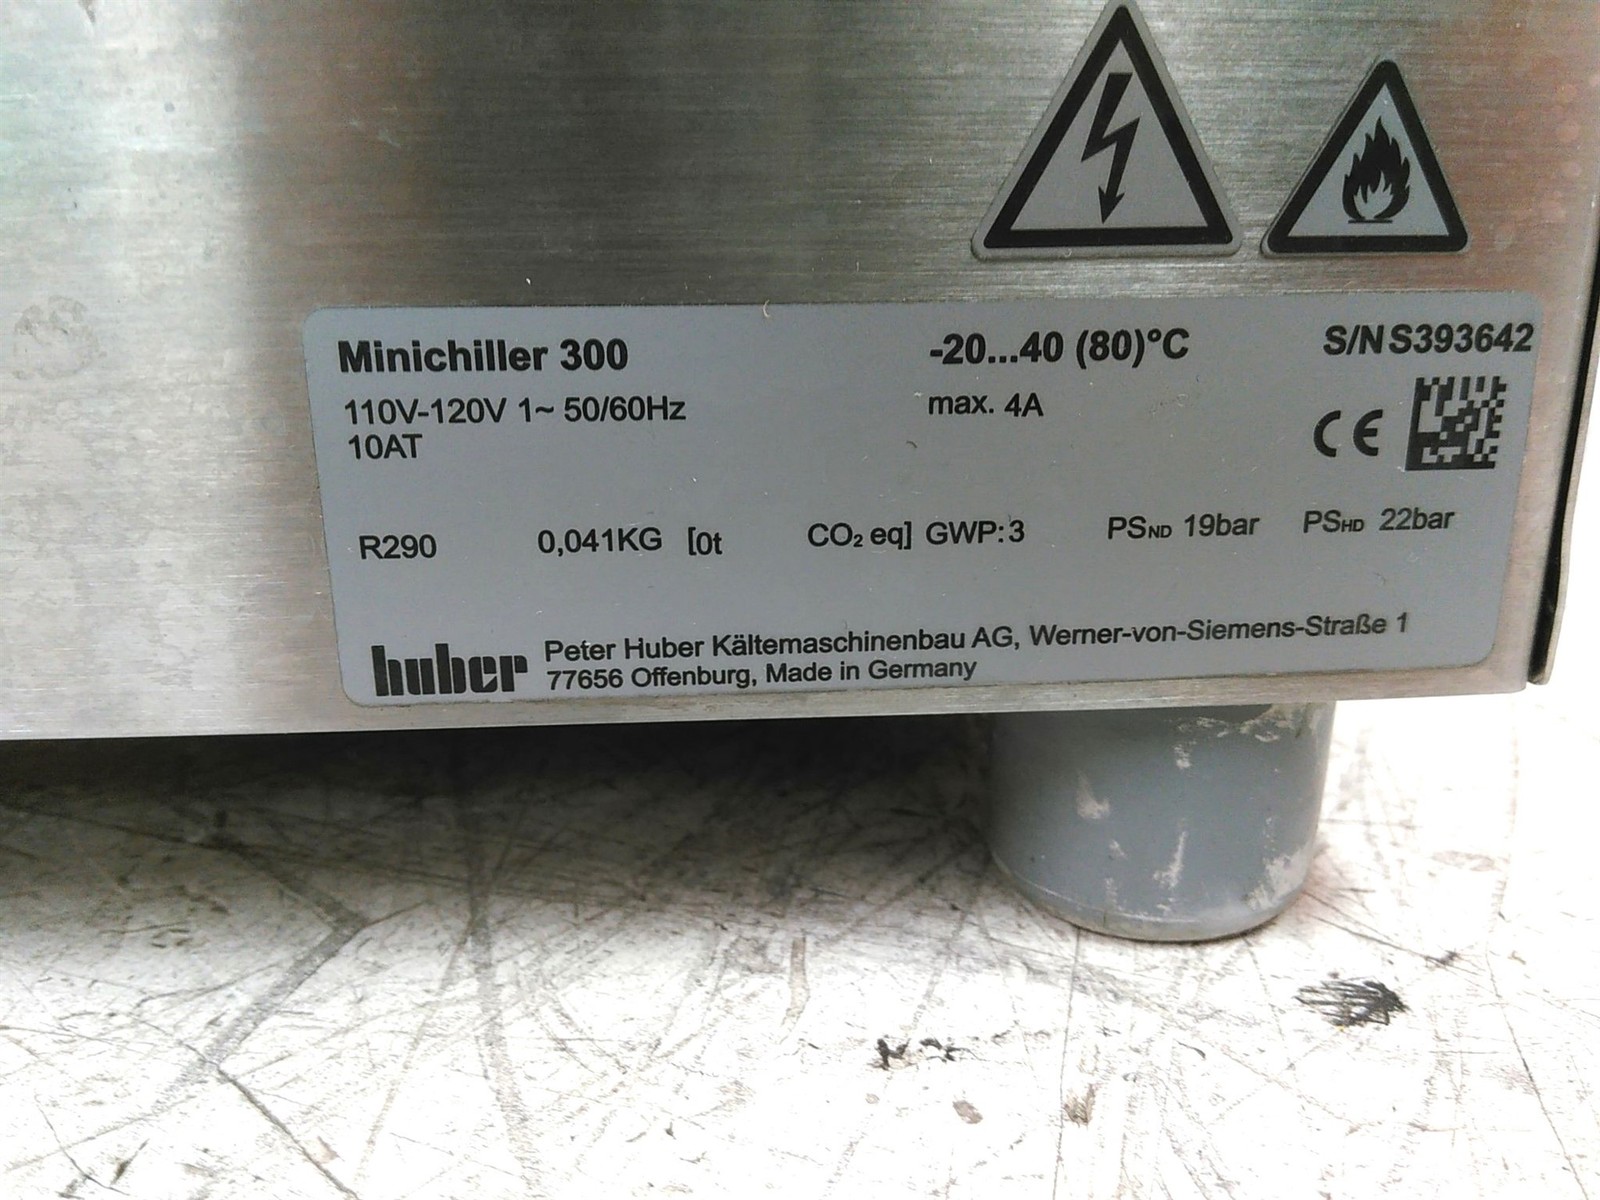 Minichiller 300 -20...40 (80)°C S/N S393642
110V-120V 1~ 50/60Hz max. 4A
10AT CE
R290 0,041KG [0t CO₂ eq] GWP:3 PSND 19bar PSHD 22bar
huber Peter Huber Kältemaschinenbau AG, Werner-von-Siemens-Straße 1
77656 Offenburg, Made in Germany